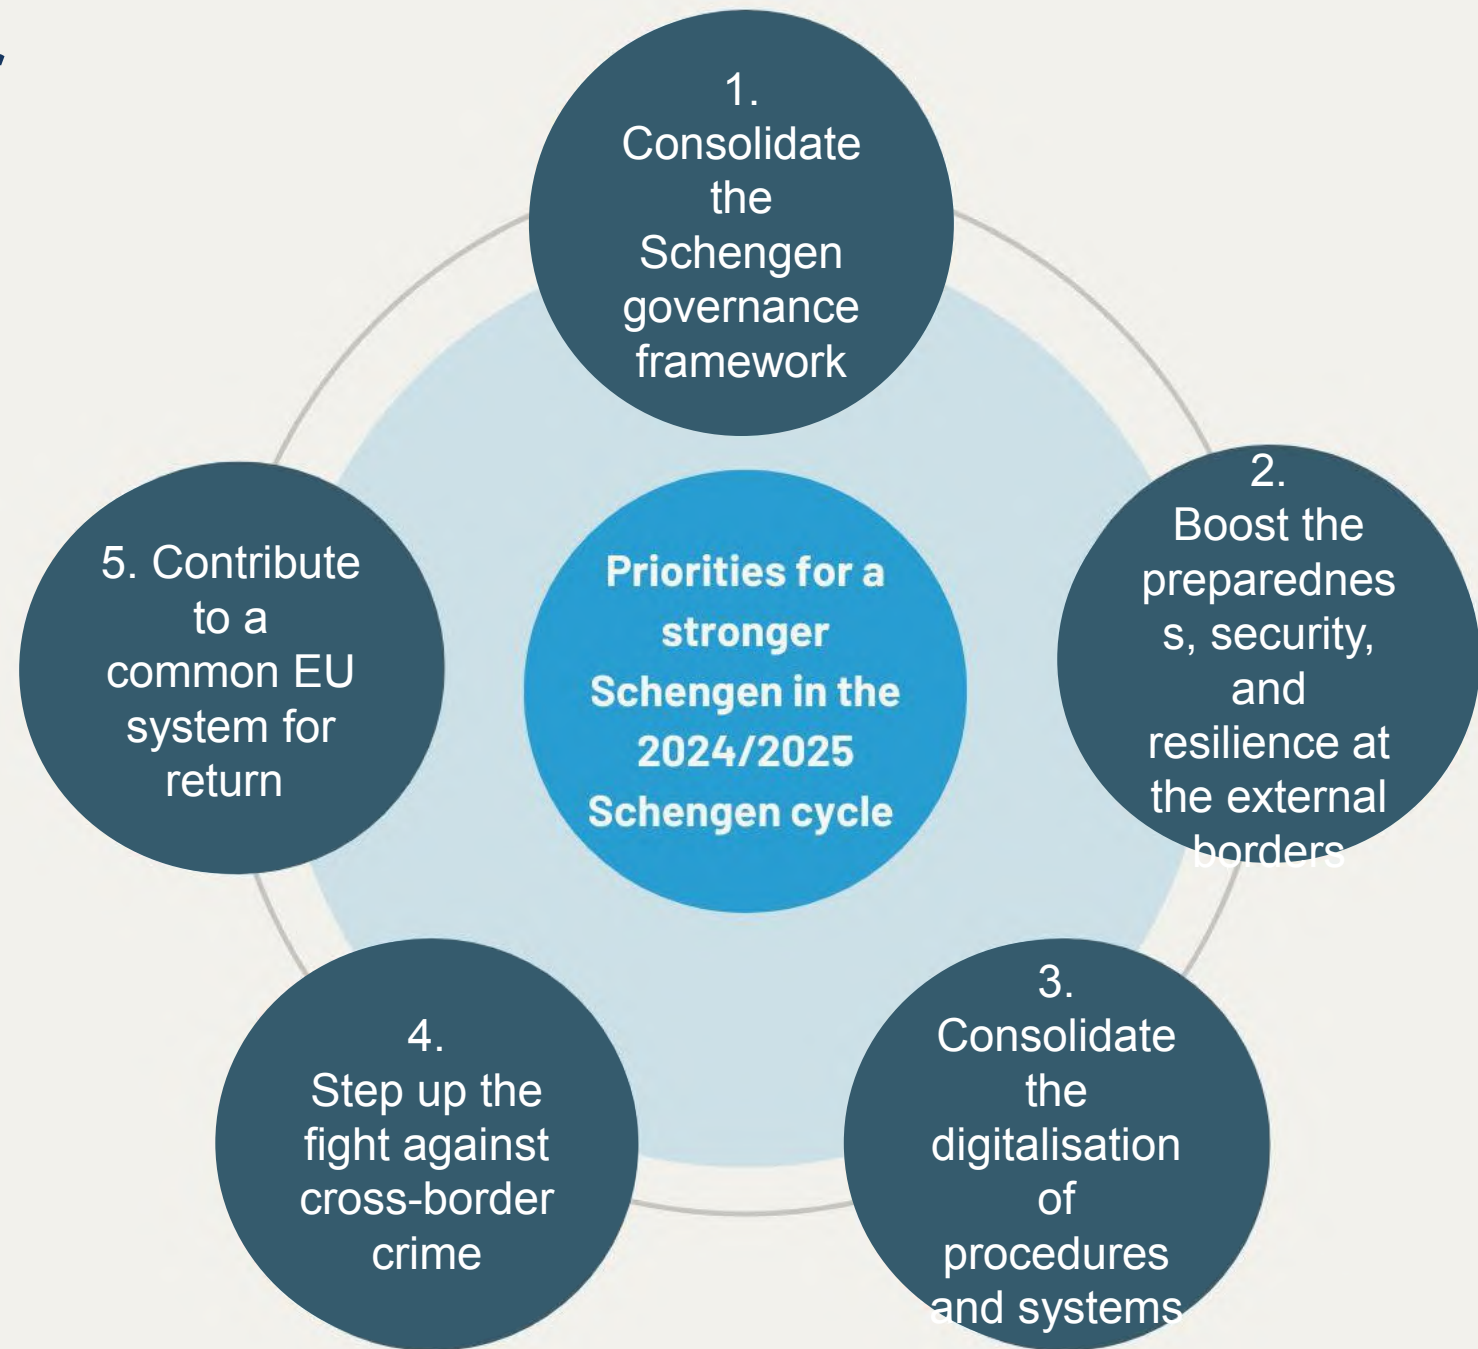 1.
Consolidate
the
Schengen
governance
framework
2.
Boost the
preparednes
s, security,
and
resilience at
the external
borders
3.
Consolidate
the
digitalisation
of
procedures
and systems
4.
Step up the
fight against
cross-border
crime
5. Contribute
to a
common EU
system for
return
Priorities for a
stronger
Schengen in the
2024/2025
Schengen cycle